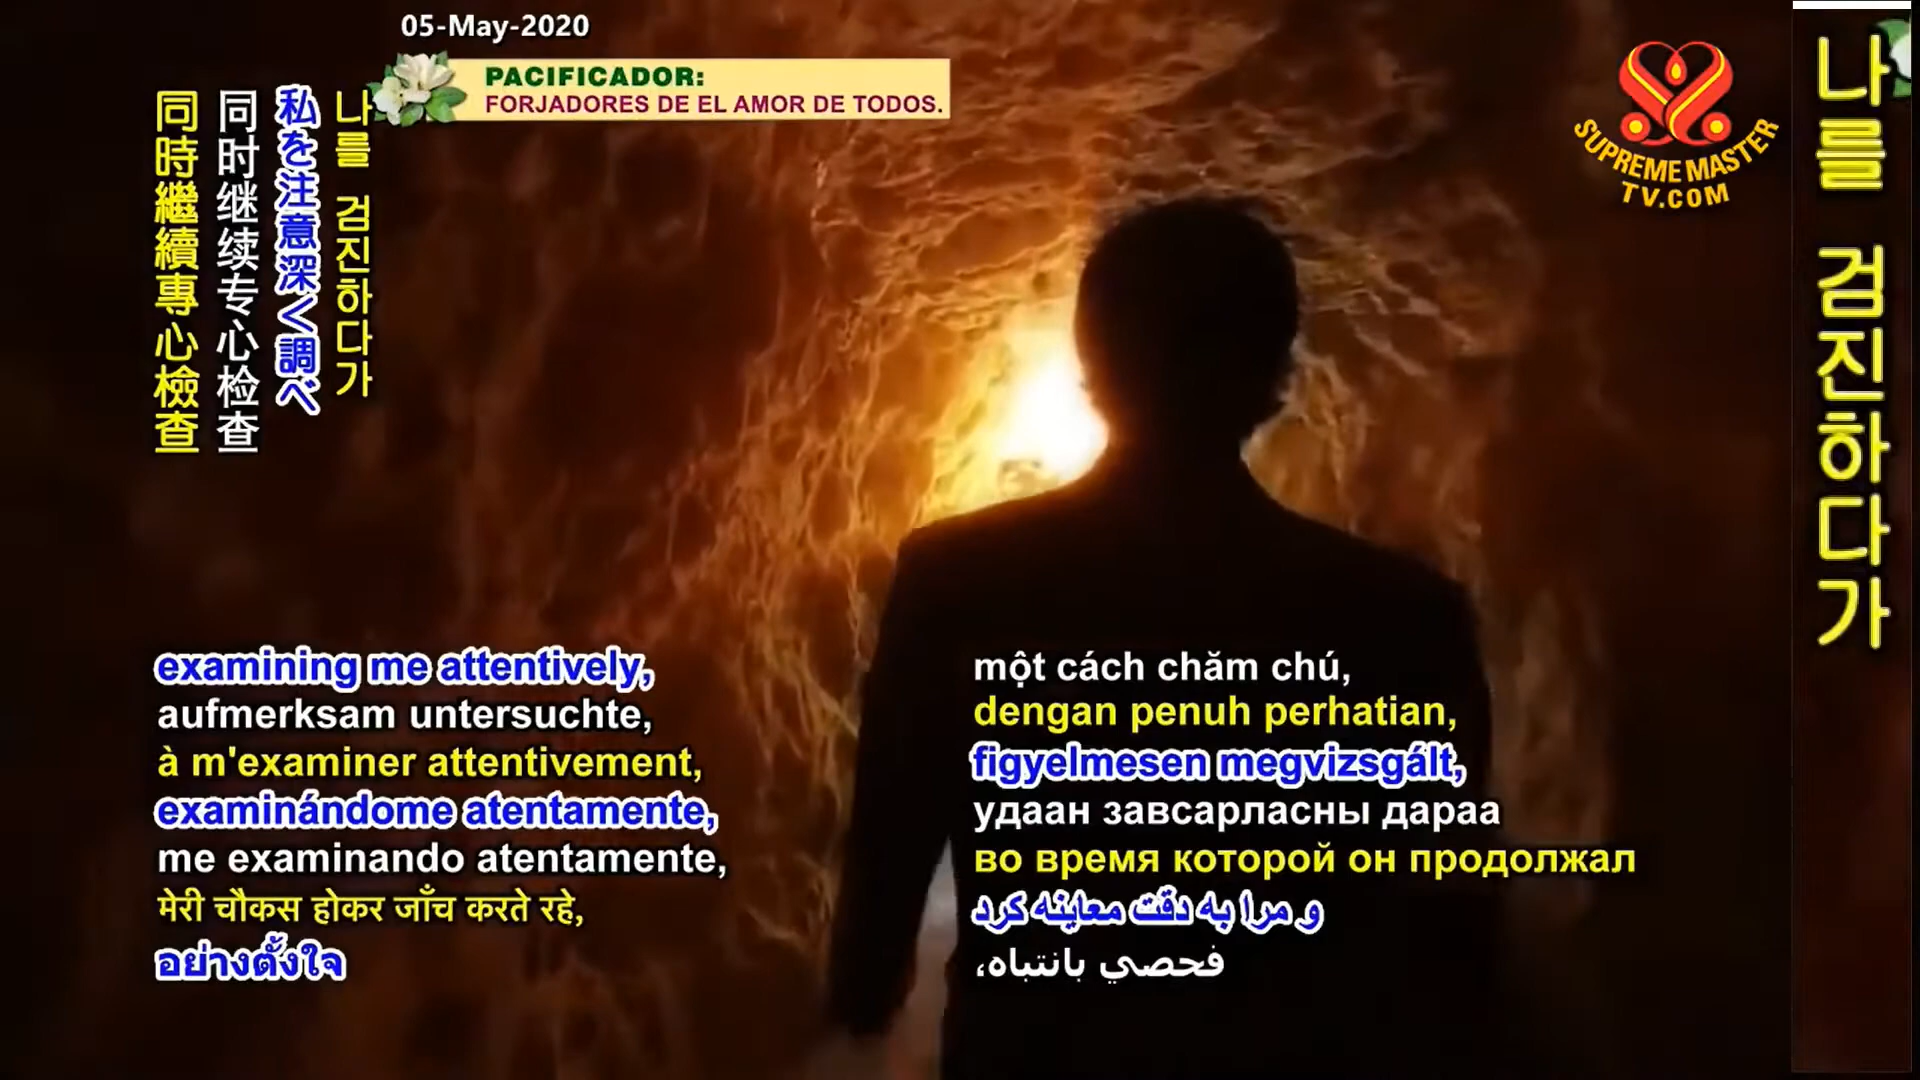 05-May-2020
PACIFICADOR:
FORJADORES DE EL AMOR DE TODOS.
SUPREME MASTER
TV.COM
나를 검진하다가
나를 검진하다가
私を注意深く調べ
同时继续专心检查
同時繼續專心檢查
examining me attentively,
aufmerksam untersuchte,
à m'examiner attentivement,
examinándome atentamente,
me examinando atentamente,
मेरी चौकस होकर जाँच करते रहे,
อย่างตั้งใจ
một cách chăm chú,
dengan penuh perhatian,
figyelmesen megvizsgált,
удаан завсарласны дараа
во время которой он продолжал
و مرا به دقت معاینه کرد
فحصي بانتباه،